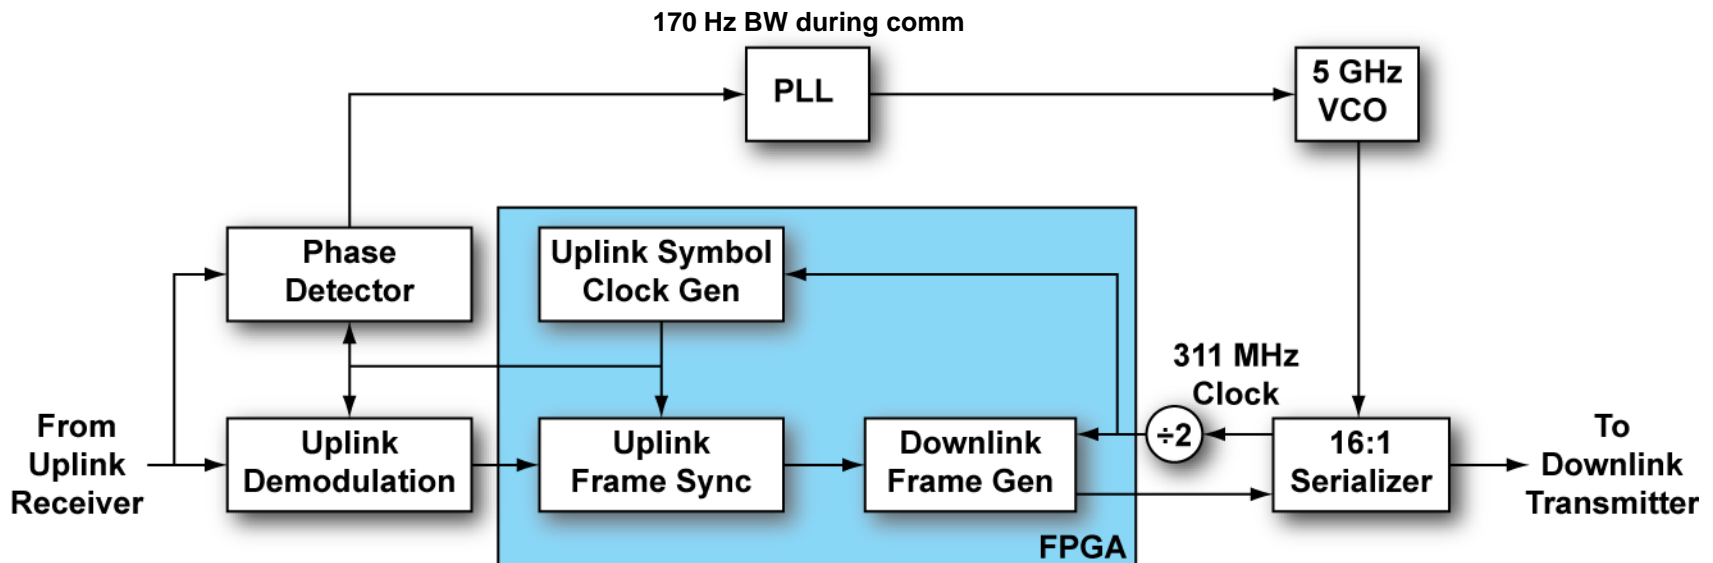 170 Hz BW during comm
PLL
5 GHz
VCO
Phase
Detector
Uplink Symbol
Clock Gen
311 MHz
Clock
From
Uplink
Receiver
Uplink
Demodulation
Uplink
Frame Sync
Downlink
Frame Gen
÷2
16:1
Serializer
To
Downlink
Transmitter
FPGA